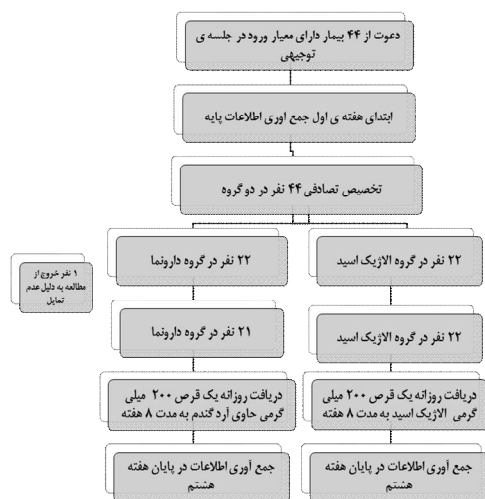 دعوت از ۴۴ بیمار دارای معیار ورود در جلسه ی
توجیهی
ابتدای هفته ی اول جمع اوری اطلاعات پایه
تخصیص تصادفی ۴۴ نفر در دو گروه
۲۲ نفر در گروه الاژیک اسید
۲۲ نفر در گروه دارونما
۱ نفر خروج از
مطالعه به دلیل عدم
تمایل
۲۲ نفر در گروه الاژیک اسید
۲۱ نفر در گروه دارونما
دریافت روزانه یک قرص ۲۰۰ میلی
گرمی الاژیک اسید به مدت ۸ هفته
دریافت روزانه یک قرص ۲۰۰ میلی
گرمی حاوی آرد گندم به مدت ۸ هفته
جمع آوری اطلاعات در پایان هفته
هشتم
جمع آوری اطلاعات در پایان هفته
هشتم